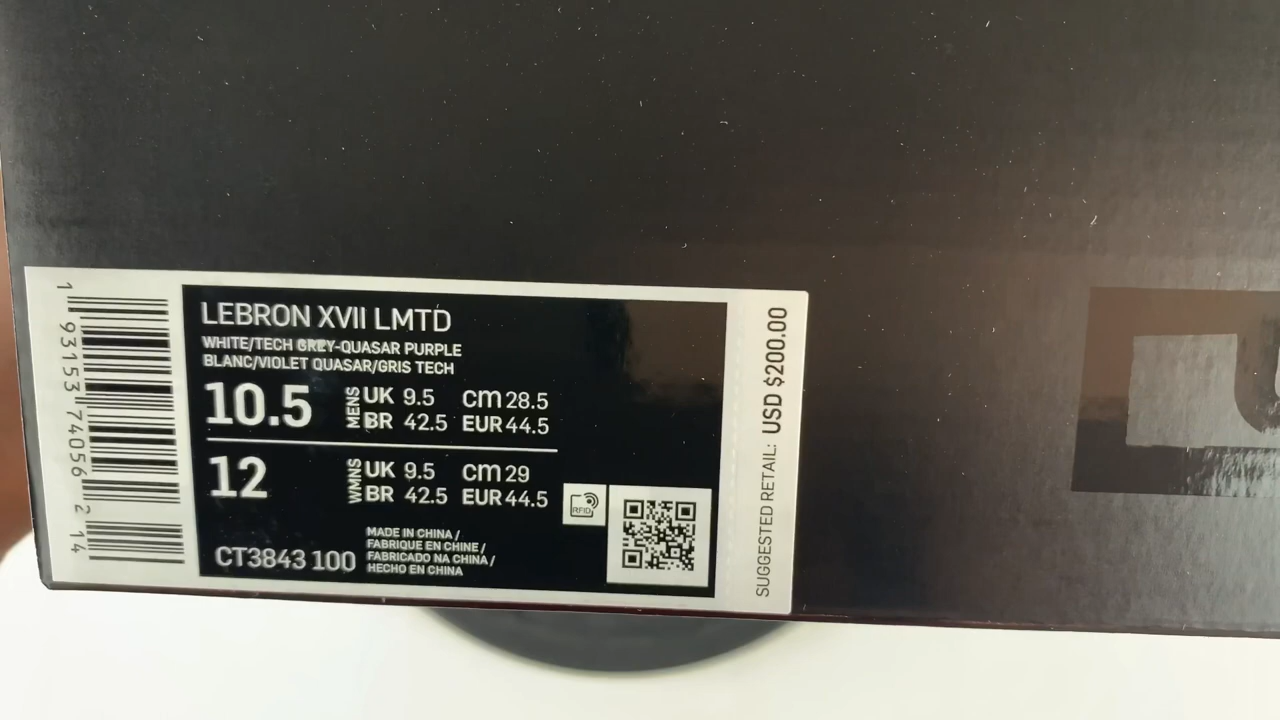 LEBRON XVII LMTD
WHITE/TECH GREY-QUASAR PURPLE
BLANC/VIOLET QUASAR/GRIS TECH
10.5 MENS UK 9.5 cm 28.5
BR 42.5 EUR 44.5
12 WMNS UK 9.5 cm 29
BR 42.5 EUR 44.5
RFID
CT3843 100
MADE IN CHINA /
FABRIQUE EN CHINE /
FABRICADO NA CHINA /
HECHO EN CHINA
1 93153 74056 2 14
SUGGESTED RETAIL: USD $200.00